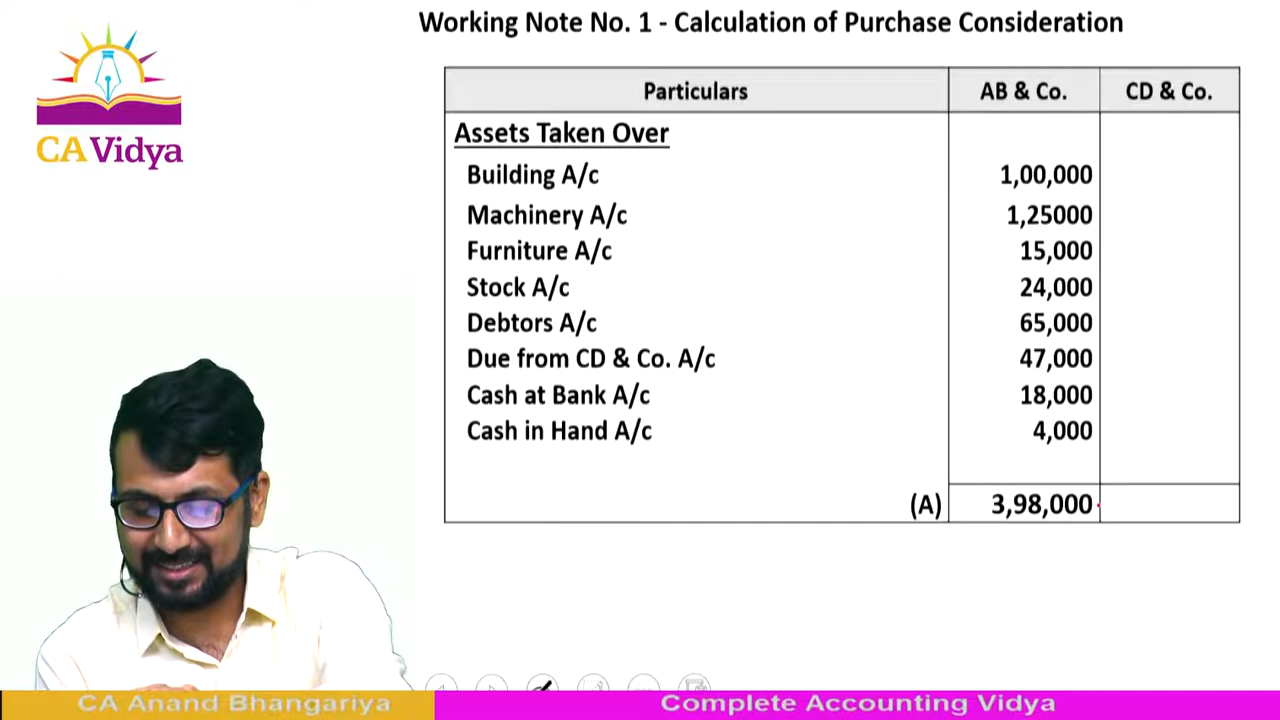 Working Note No. 1 - Calculation of Purchase Consideration
CA Vidya
Particulars AB & Co. CD & Co.
Assets Taken Over
Building A/c 1,00,000
Machinery A/c 1,25000
Furniture A/c 15,000
Stock A/c 24,000
Debtors A/c 65,000
Due from CD & Co. A/c 47,000
Cash at Bank A/c 18,000
Cash in Hand A/c 4,000
(A) 3,98,000
CA Anand Bhangariya Complete Accounting Vidya